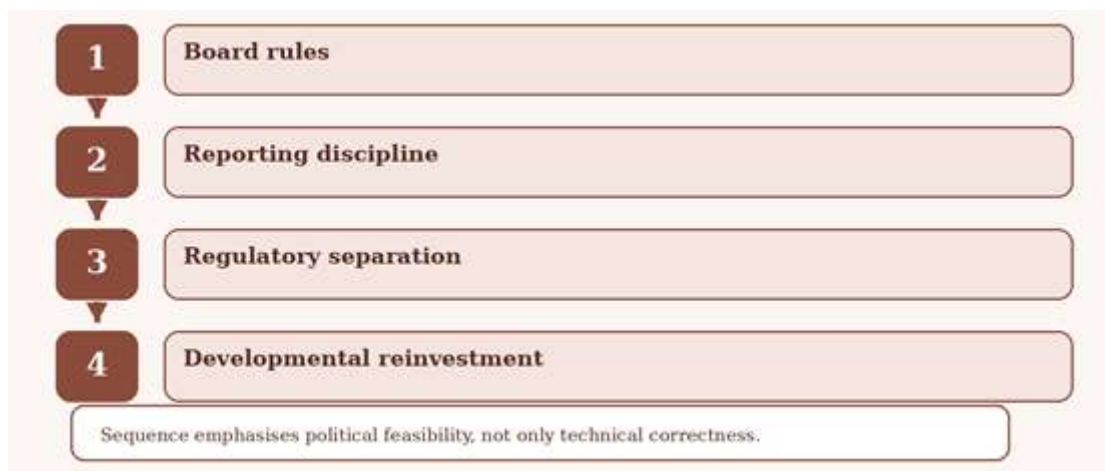 1 Board rules
2 Reporting discipline
3 Regulatory separation
4 Developmental reinvestment
Sequence emphasises political feasibility, not only technical correctness.